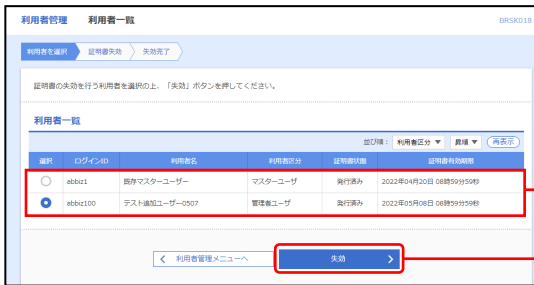 利用者管理 利用者一覧 BRSK018
利用者を選択 証明書失効 失効完了
証明書の失効を行う利用者を選択の上、「失効」ボタンを押してください。
利用者一覧
並び順： 利用者区分 ▼ 昇順 ▼ 再表示
選択 ログインID 利用者名 利用者区分 証明書状態 証明書有効期限
abbiz1 既存マスターユーザー マスターユーザ 発行済み 2022年04月20日 08時59分59秒
abbiz100 テスト追加ユーザー0507 管理者ユーザ 発行済み 2022年05月08日 08時59分59秒
< 利用者管理メニューへ 失効 >